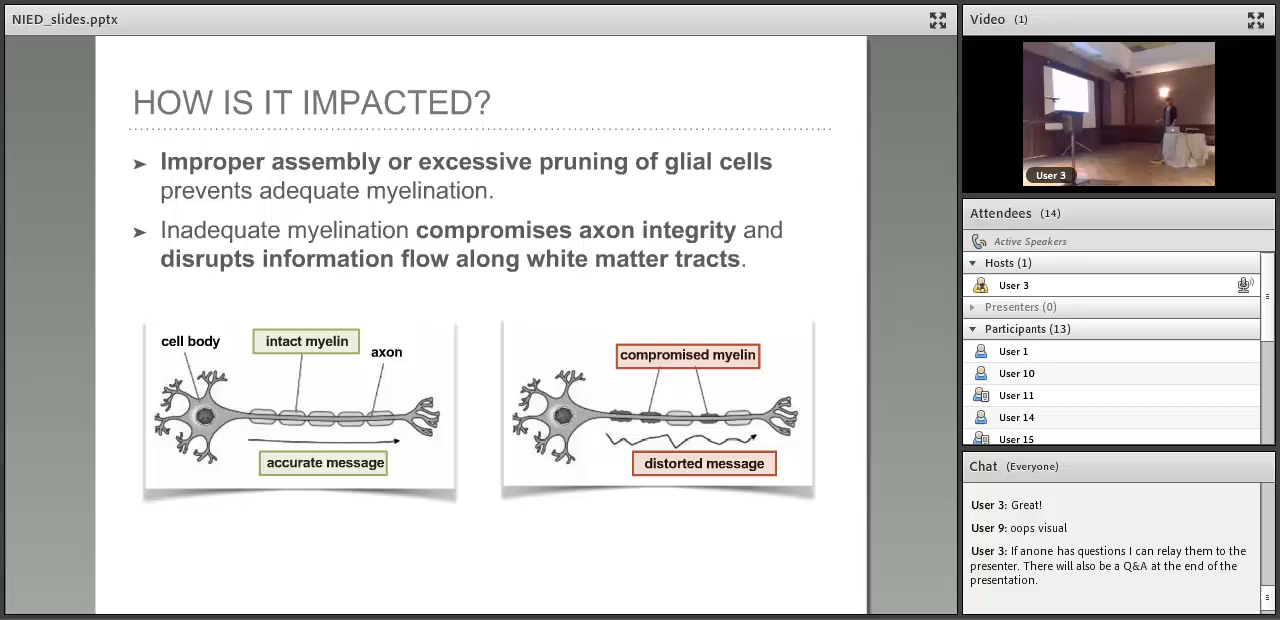 NIED_slides.pptx
HOW IS IT IMPACTED?
➤ Improper assembly or excessive pruning of glial cells
prevents adequate myelination.
➤ Inadequate myelination compromises axon integrity and
disrupts information flow along white matter tracts.
cell body
intact myelin
axon
accurate message
compromised myelin
distorted message
Video (1)
User 3
Attendees (14)
Active Speakers
Hosts (1)
User 3
Presenters (0)
Participants (13)
User 1
User 10
User 11
User 14
User 15
Chat (Everyone)
User 3: Great!
User 9: oops visual
User 3: If anone has questions I can relay them to the
presenter. There will also be a Q&A at the end of the
presentation.